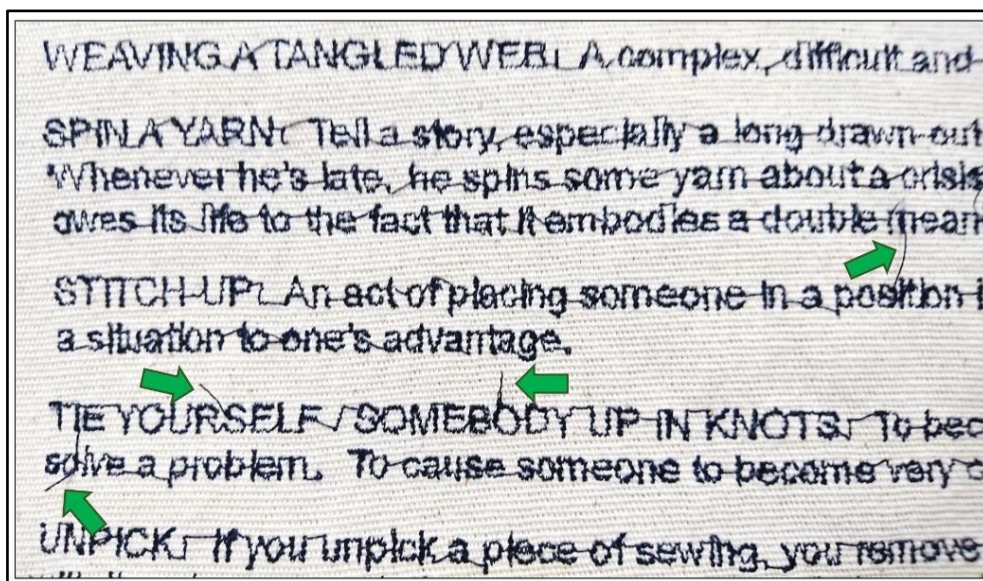 WEAVING A TANGLED WEB: A complex, difficult and
SPIN A YARN: Tell a story, especially a long drawn-out
Whenever he's late, he spins some yarn about a crisis
owes its life to the fact that it embodies a double mean
STITCH-UP: An act of placing someone in a position i
a situation to one's advantage.
TIE YOURSELF / SOMEBODY UP IN KNOTS: To bec
solve a problem. To cause someone to become very c
UNPICK: If you unpick a piece of sewing, you remove